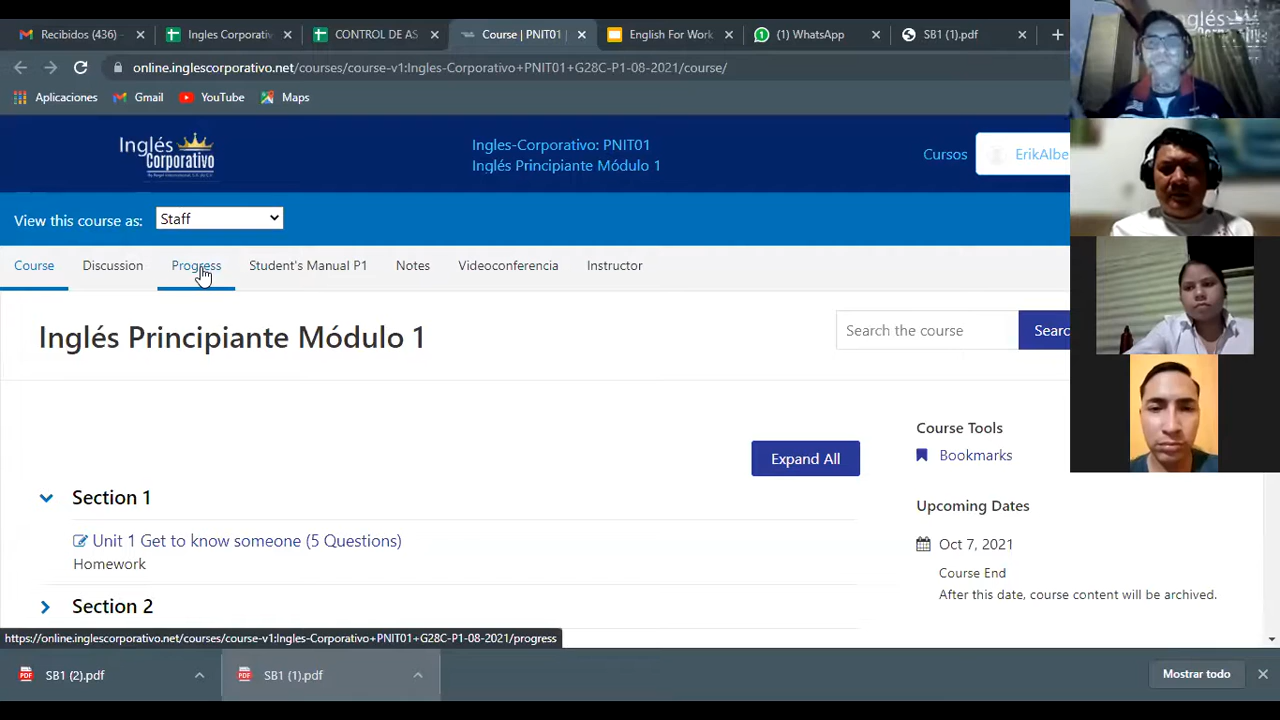 Recibidos (436) -
Ingles Corporativ
CONTROL DE AS
Course | PNIT01
English For Work
(1) WhatsApp
SB1 (1).pdf
online.inglescorporativo.net/courses/course-v1:Ingles-Corporativo+PNIT01+G28C-P1-08-2021/course/
Aplicaciones
Gmail
YouTube
Maps
Inglés
Corporativo
Ingles-Corporativo: PNIT01
Inglés Principiante Módulo 1
Cursos
ErikAlbe
View this course as:
Staff
Course
Discussion
Progress
Student's Manual P1
Notes
Videoconferencia
Instructor
Inglés Principiante Módulo 1
Search the course
Searc
Expand All
Course Tools
Bookmarks
Section 1
Unit 1 Get to know someone (5 Questions)
Homework
Upcoming Dates
Oct 7, 2021
Course End
After this date, course content will be archived.
Section 2
https://online.inglescorporativo.net/courses/course-v1:Ingles-Corporativo+PNIT01+G28C-P1-08-2021/progress
SB1 (2).pdf
SB1 (1).pdf
Mostrar todo